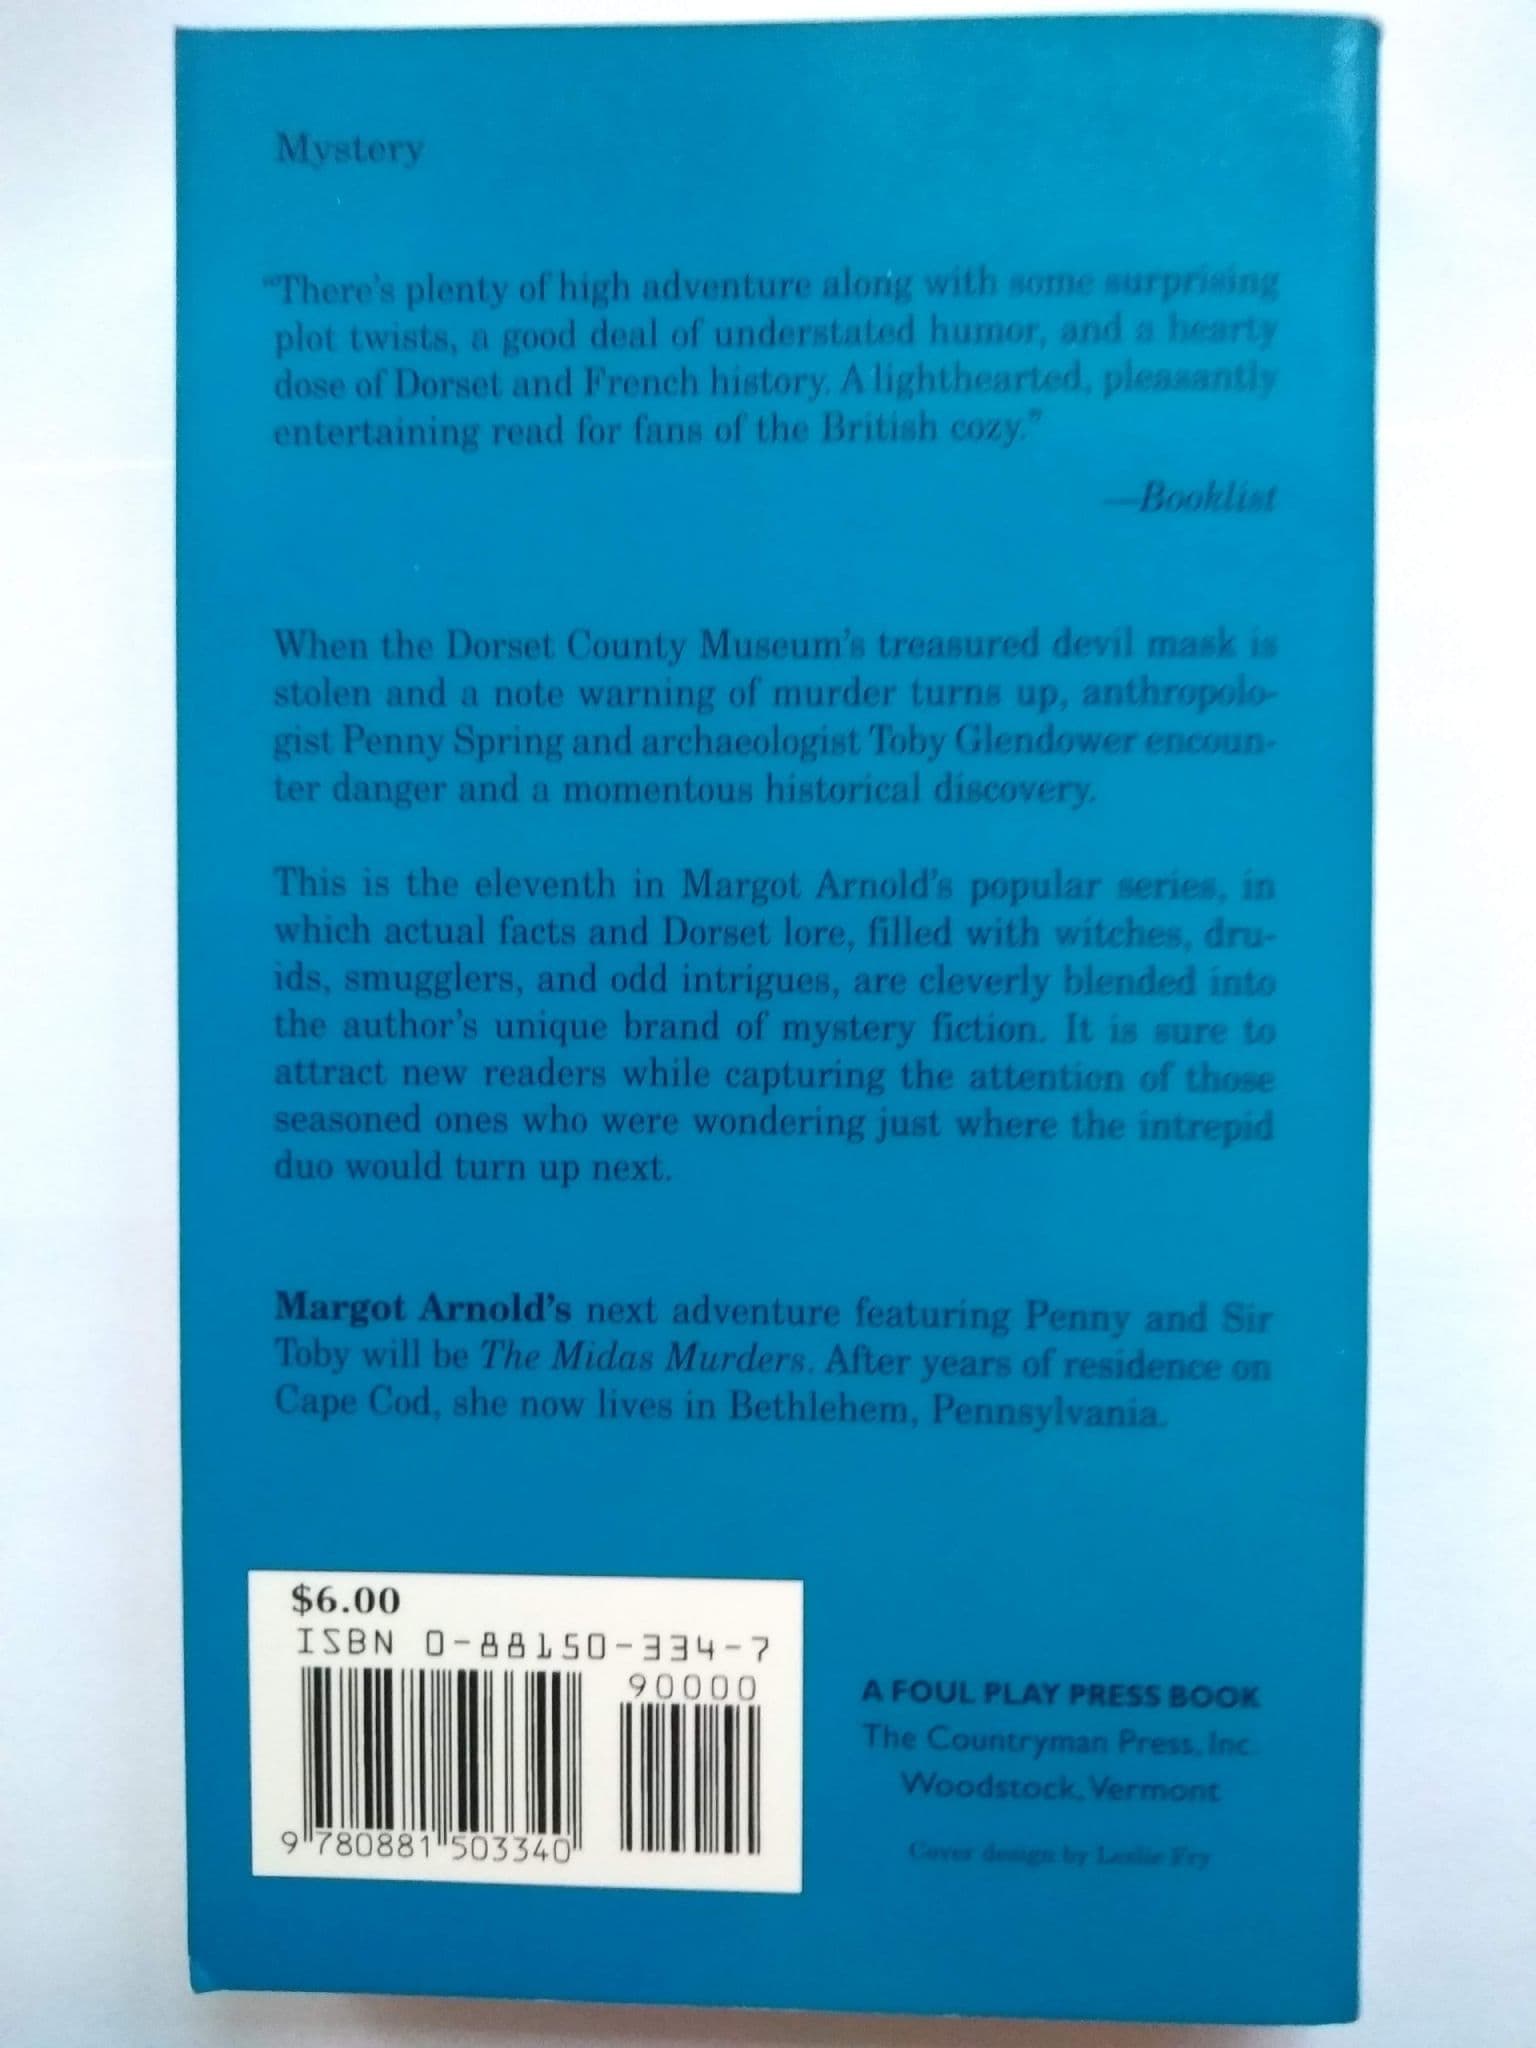 Mystery
“There’s plenty of high adventure along with some surprising
plot twists, a good deal of understated humor, and a hearty
dose of Dorset and French history. A lighthearted, pleasantly
entertaining read for fans of the British cozy.”
—Booklist
When the Dorset County Museum’s treasured devil mask is
stolen and a note warning of murder turns up, anthropolo-
gist Penny Spring and archaeologist Toby Glendower encoun-
ter danger and a momentous historical discovery.
This is the eleventh in Margot Arnold’s popular series, in
which actual facts and Dorset lore, filled with witches, dru-
ids, smugglers, and odd intrigues, are cleverly blended into
the author’s unique brand of mystery fiction. It is sure to
attract new readers while capturing the attention of those
seasoned ones who were wondering just where the intrepid
duo would turn up next.
Margot Arnold’s next adventure featuring Penny and Sir
Toby will be The Midas Murders. After years of residence on
Cape Cod, she now lives in Bethlehem, Pennsylvania.
$6.00
ISBN 0-88150-334-7
90000
9 780881 503340
A FOUL PLAY PRESS BOOK
The Countryman Press, Inc.
Woodstock, Vermont
Cover design by Leslie Fry